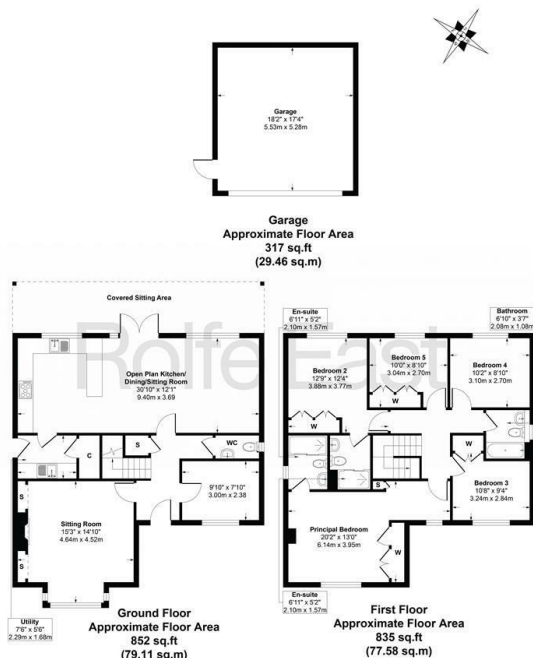 Garage
18'2" x 17'4"
5.53m x 5.28m
Garage
Approximate Floor Area
317 sq.ft
(29.46 sq.m)
Covered Sitting Area
Rolfe East
Open Plan Kitchen/
Dining/Sitting Room
30'10" x 12'1"
9.40m x 3.69
C
S
WC
9'10" x 7'10"
3.00m x 2.38
S
Sitting Room
15'3" x 14'10"
4.64m x 4.52m
S
Utility
7'6" x 5'6"
2.29m x 1.68m
Ground Floor
Approximate Floor Area
852 sq.ft
(79.11 sq.m)
En-suite
6'11" x 5'2"
2.10m x 1.57m
Bathroom
6'10" x 3'7"
2.08m x 1.08m
Bedroom 2
12'9" x 12'4"
3.88m x 3.77m
Bedroom 5
10'0" x 8'10"
3.04m x 2.70m
Bedroom 4
10'2" x 8'10"
3.10m x 2.70m
W
W
W
S
Bedroom 3
10'8" x 9'4"
3.24m x 2.84m
Principal Bedroom
20'2" x 13'0"
6.14m x 3.95m
W
En-suite
6'11" x 5'2"
2.10m x 1.57m
First Floor
Approximate Floor Area
835 sq.ft
(77.58 sq.m)